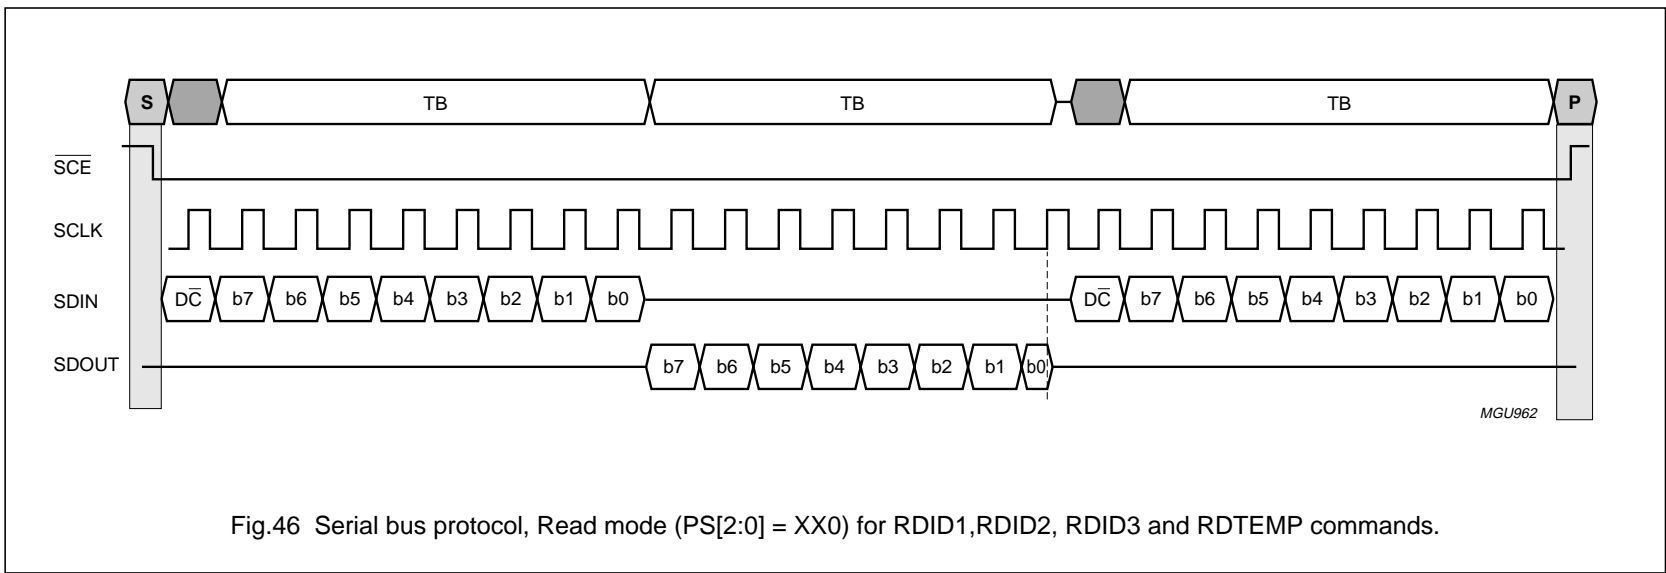 S TB TB TB P
S̅C̅E̅
SCLK
SDIN DC̅ b7 b6 b5 b4 b3 b2 b1 b0 DC̅ b7 b6 b5 b4 b3 b2 b1 b0
SDOUT b7 b6 b5 b4 b3 b2 b1 b0
MGU962
Fig.46 Serial bus protocol, Read mode (PS[2:0] = XX0) for RDID1,RDID2, RDID3 and RDTEMP commands.